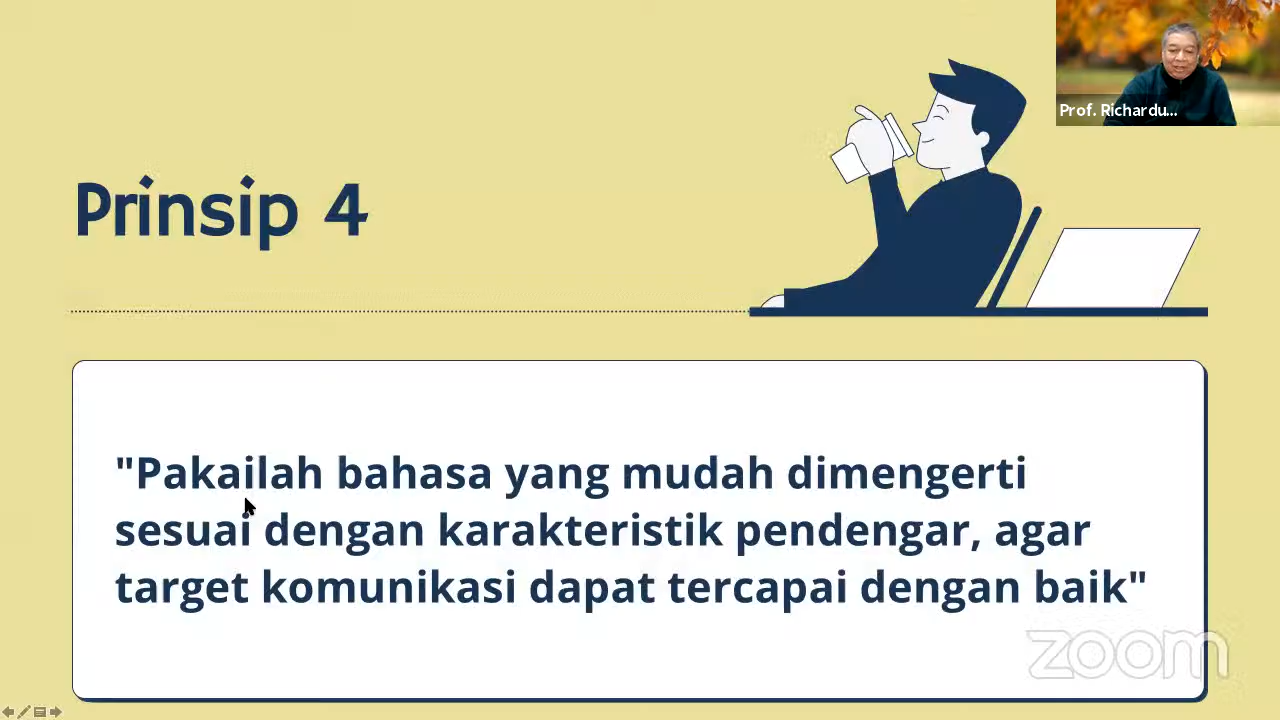 Prof. Richardu...
Prinsip 4
"Pakailah bahasa yang mudah dimengerti
sesuai dengan karakteristik pendengar, agar
target komunikasi dapat tercapai dengan baik"
zoom